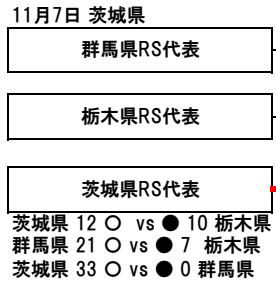 11月7日 茨城県
群馬県RS代表
栃木県RS代表
茨城県RS代表
茨城県 12 ○ vs ● 10 栃木県
群馬県 21 ○ vs ● 7 栃木県
茨城県 33 ○ vs ● 0 群馬県